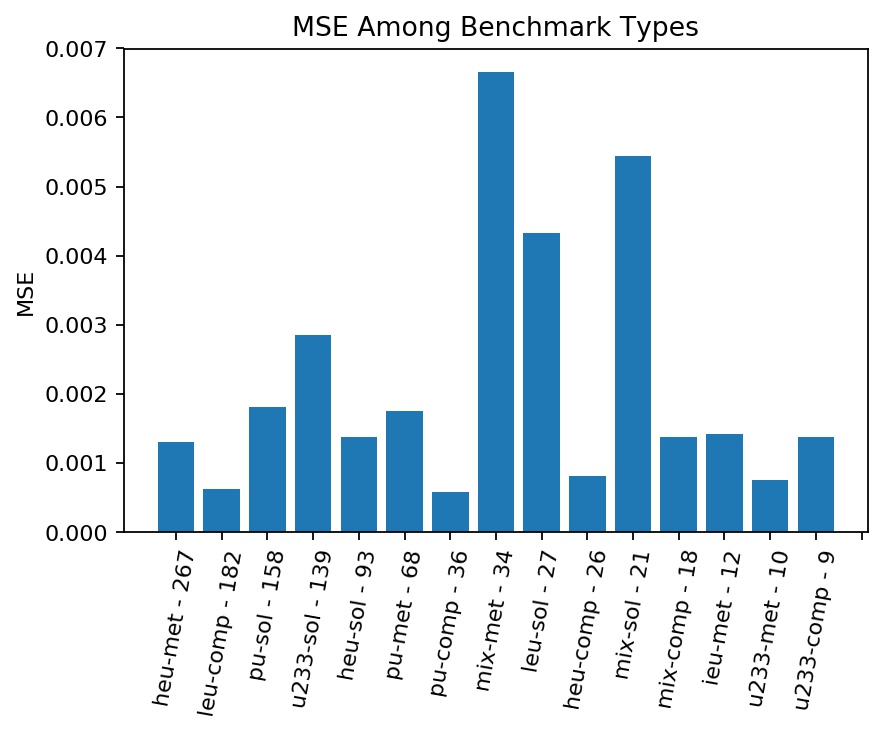 MSE Among Benchmark Types
0.007
0.006
0.005
0.004
0.003
0.002
0.001
0.000
MSE
heu-met - 267
leu-comp - 182
pu-sol - 158
u233-sol - 139
heu-sol - 93
pu-met - 68
pu-comp - 36
mix-met - 34
leu-sol - 27
heu-comp - 26
mix-sol - 21
mix-comp - 18
ieu-met - 12
u233-met - 10
u233-comp - 9